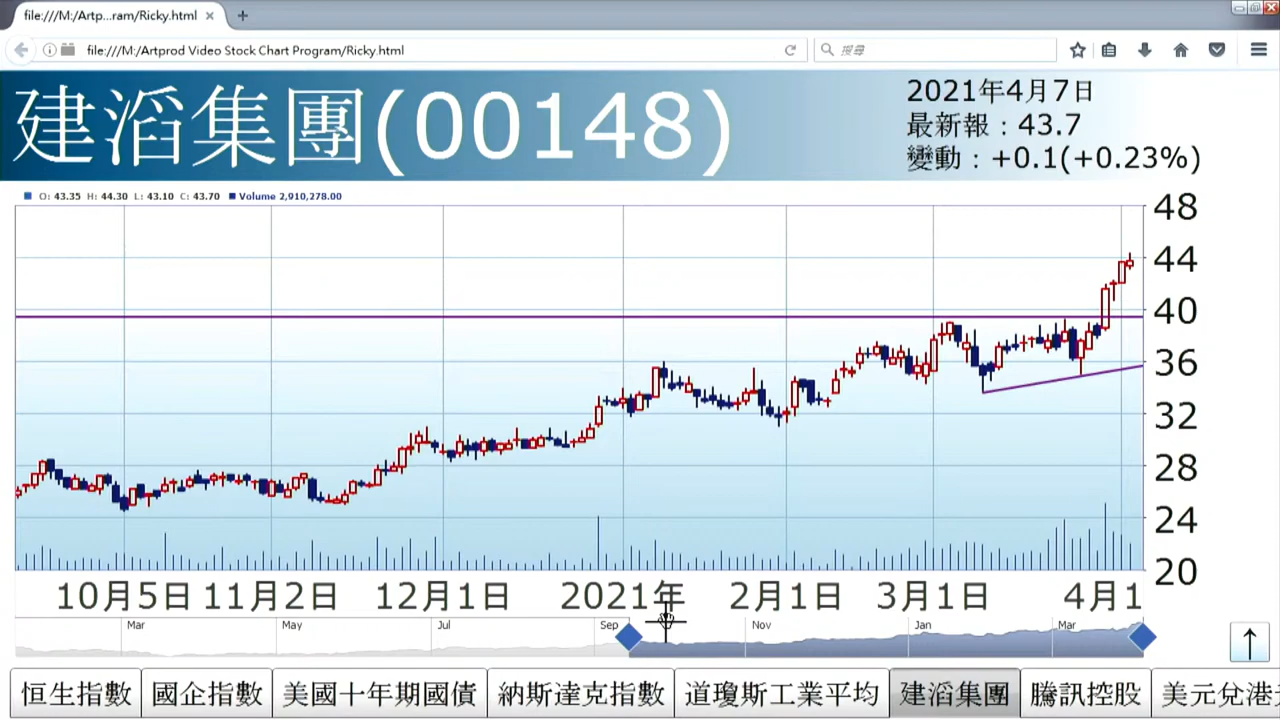 file:///M:/Artp...ram/Ricky.html
file:///M:/Artprod Video Stock Chart Program/Ricky.html
搜尋
建滔集團(00148)
2021年4月7日
最新報：43.7
變動：+0.1(+0.23%)
O: 43.35 H: 44.30 L: 43.10 C: 43.70 Volume 2,910,278.00
48
44
40
36
32
28
24
20
10月5日 11月2日 12月1日 2021年 2月1日 3月1日 4月1
Mar May Jul Sep Nov Jan Mar
恒生指數 國企指數 美國十年期國債 納斯達克指數 道瓊斯工業平均 建滔集團 騰訊控股 美元兌港